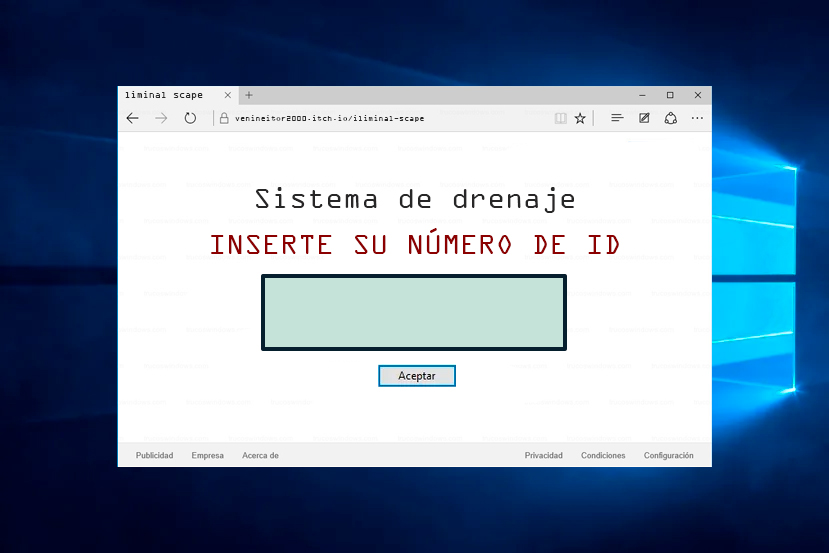 liminal scape
venineitor2000.itch.io/iliminal-scape
Sistema de drenaje
INSERTE SU NÚMERO DE ID
Aceptar
Publicidad Empresa Acerca de Privacidad Condiciones Configuración